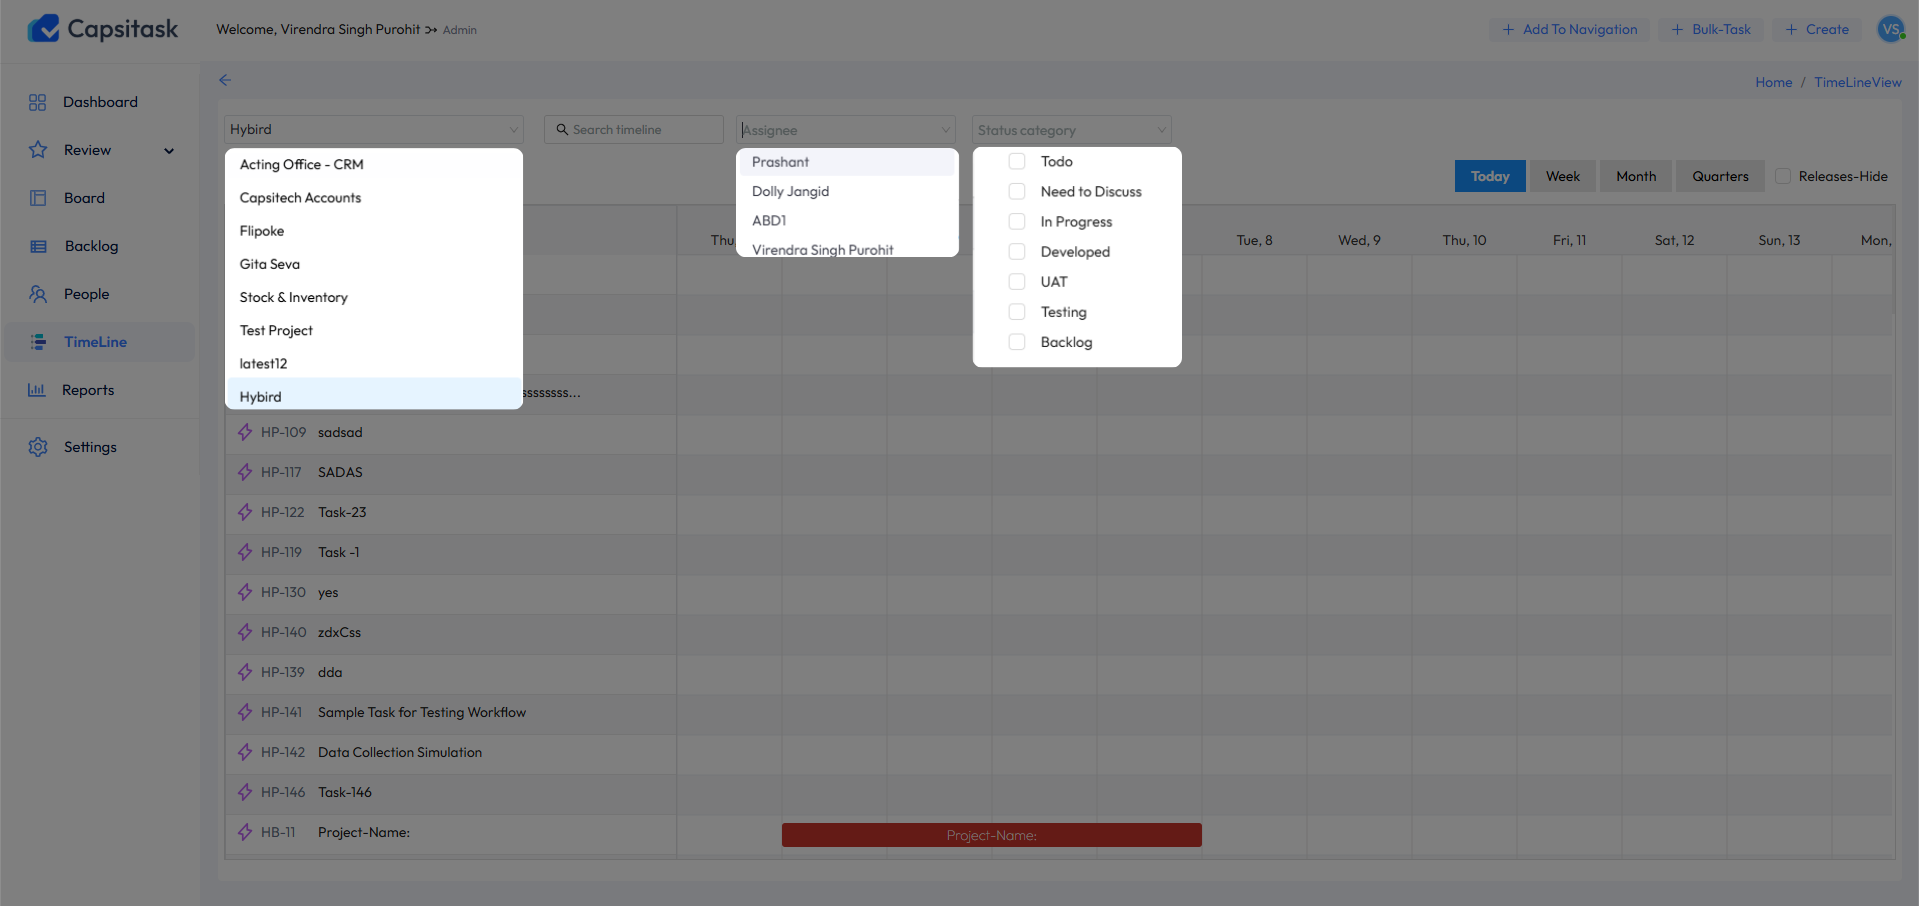 Capsitask
Welcome, Virendra Singh Purohit Admin
Add To Navigation
Bulk-Task
Create
VS
Dashboard
Review
Board
Backlog
People
TimeLine
Reports
Settings
Home / TimeLineView
Hybird
Search timeline
Assignee
Status category
Acting Office - CRM
Capsitech Accounts
Flipoke
Gita Seva
Stock & Inventory
Test Project
latest12
Hybird
Prashant
Dolly Jangid
ABD1
Virendra Singh Purohit
Todo
Need to Discuss
In Progress
Developed
UAT
Testing
Backlog
Today
Week
Month
Quarters
Releases-Hide
Thu, Tue, 8 Wed, 9 Thu, 10 Fri, 11 Sat, 12 Sun, 13 Mon,
ssssssss...
HP-109 sadsad
HP-117 SADAS
HP-122 Task-23
HP-119 Task -1
HP-130 yes
HP-140 zdxCss
HP-139 dda
HP-141 Sample Task for Testing Workflow
HP-142 Data Collection Simulation
HP-146 Task-146
HB-11 Project-Name:
Project-Name: